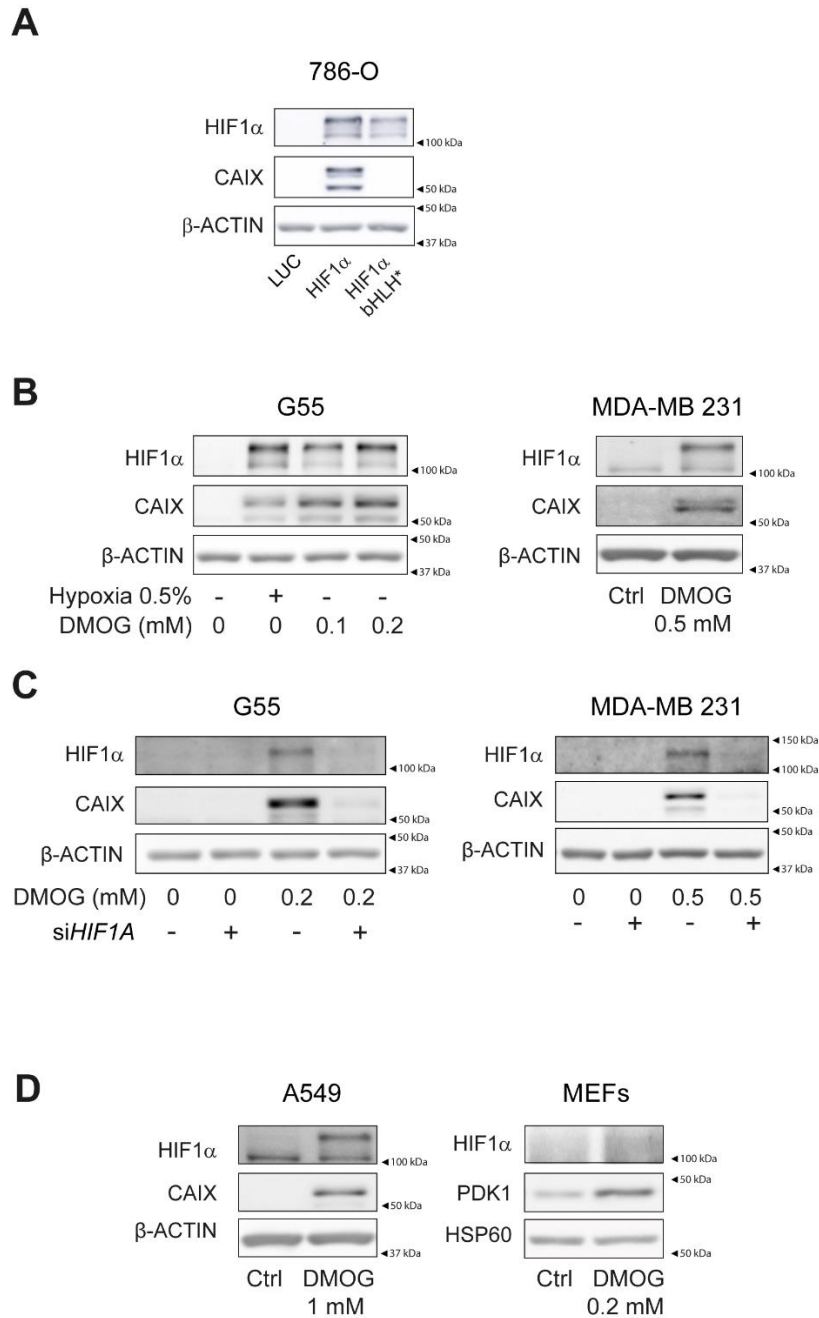 A
786-O
HIF1α
◄100 kDa
CAIX
◄50 kDa
◄50 kDa
β-ACTIN
◄37 kDa
LUC
HIF1α
HIF1α
bHLH*
B
G55
HIF1α
◄100 kDa
CAIX
◄50 kDa
◄50 kDa
β-ACTIN
◄37 kDa
Hypoxia 0.5% - + - -
DMOG (mM) 0 0 0.1 0.2
MDA-MB 231
HIF1α
◄100 kDa
CAIX
◄50 kDa
◄50 kDa
β-ACTIN
◄37 kDa
Ctrl DMOG
0.5 mM
C
G55
HIF1α
◄100 kDa
CAIX
◄50 kDa
◄50 kDa
β-ACTIN
◄37 kDa
DMOG (mM) 0 0 0.2 0.2
siHIF1A - + - +
MDA-MB 231
◄150 kDa
HIF1α
◄100 kDa
CAIX
◄50 kDa
◄50 kDa
β-ACTIN
◄37 kDa
0 0 0.5 0.5
- + - +
D
A549
HIF1α
◄100 kDa
CAIX
◄50 kDa
β-ACTIN
◄37 kDa
Ctrl DMOG
1 mM
MEFs
HIF1α
◄100 kDa
◄50 kDa
PDK1
HSP60
◄50 kDa
Ctrl DMOG
0.2 mM